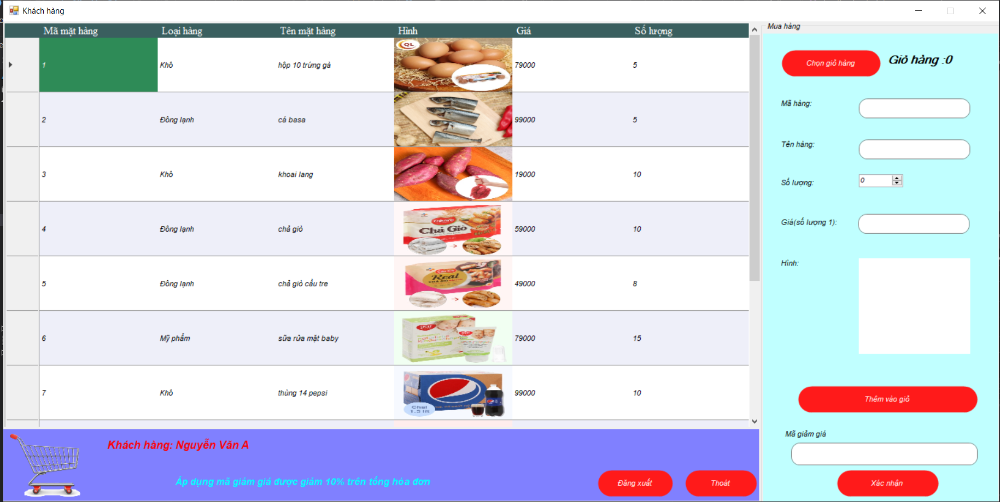 Khách hàng
Mã mặt hàng Loại hàng Tên mặt hàng Hình Giá Số lượng
1 Khô hộp 10 trứng gà QL 79000 5
2 Đông lạnh cá basa 99000 5
3 Khô khoai lang 19000 10
4 Đông lạnh chả giò Chả Giò 59000 10
5 Đông lạnh chả giò cầu tre Real 49000 8
6 Mỹ phẩm sữa rửa mặt baby SPLAT 79000 15
7 Khô thùng 14 pepsi Chai 1.5 lít 99000 10
Khách hàng: Nguyễn Văn A
Áp dụng mã giảm giá được giảm 10% trên tổng hóa đơn
Đăng xuất Thoát
Mua hàng
Chọn giỏ hàng Giỏ hàng :0
Mã hàng:
Tên hàng:
Số lượng: 0
Giá(số lượng 1):
Hình:
Thêm vào giỏ
Mã giảm giá
Xác nhận